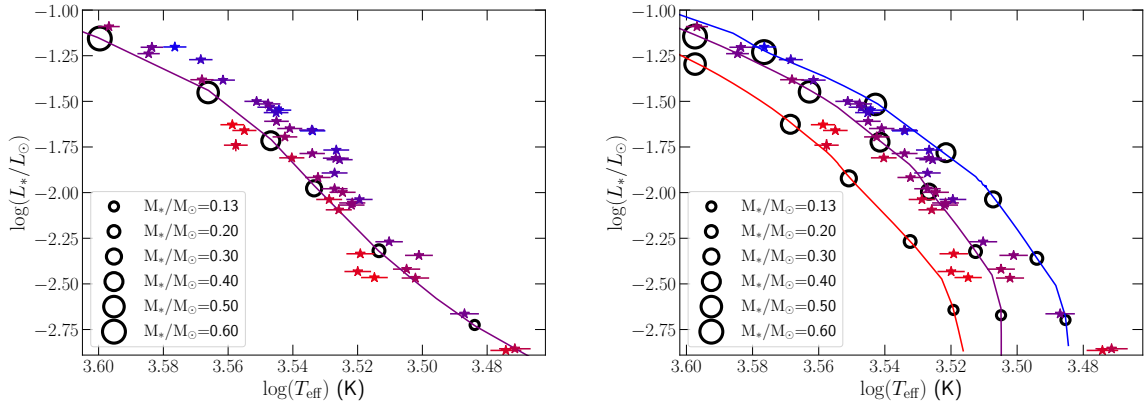 −1.00
−1.25
−1.50
−1.75
−2.00
−2.25
−2.50
−2.75
log(L*/L⊙)
M*/M⊙=0.13
M*/M⊙=0.20
M*/M⊙=0.30
M*/M⊙=0.40
M*/M⊙=0.50
M*/M⊙=0.60
3.60 3.58 3.56 3.54 3.52 3.50 3.48
log(Teff) (K)
−1.00
−1.25
−1.50
−1.75
−2.00
−2.25
−2.50
−2.75
log(L*/L⊙)
M*/M⊙=0.13
M*/M⊙=0.20
M*/M⊙=0.30
M*/M⊙=0.40
M*/M⊙=0.50
M*/M⊙=0.60
3.60 3.58 3.56 3.54 3.52 3.50 3.48
log(Teff) (K)